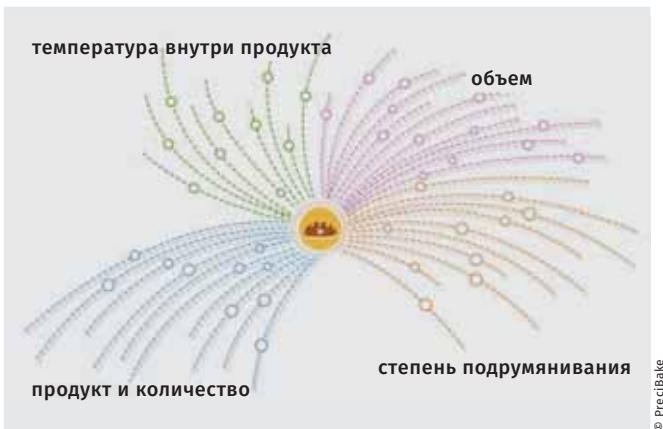 температура внутри продукта
объем
степень подрумянивания
продукт и количество
© PreciBake